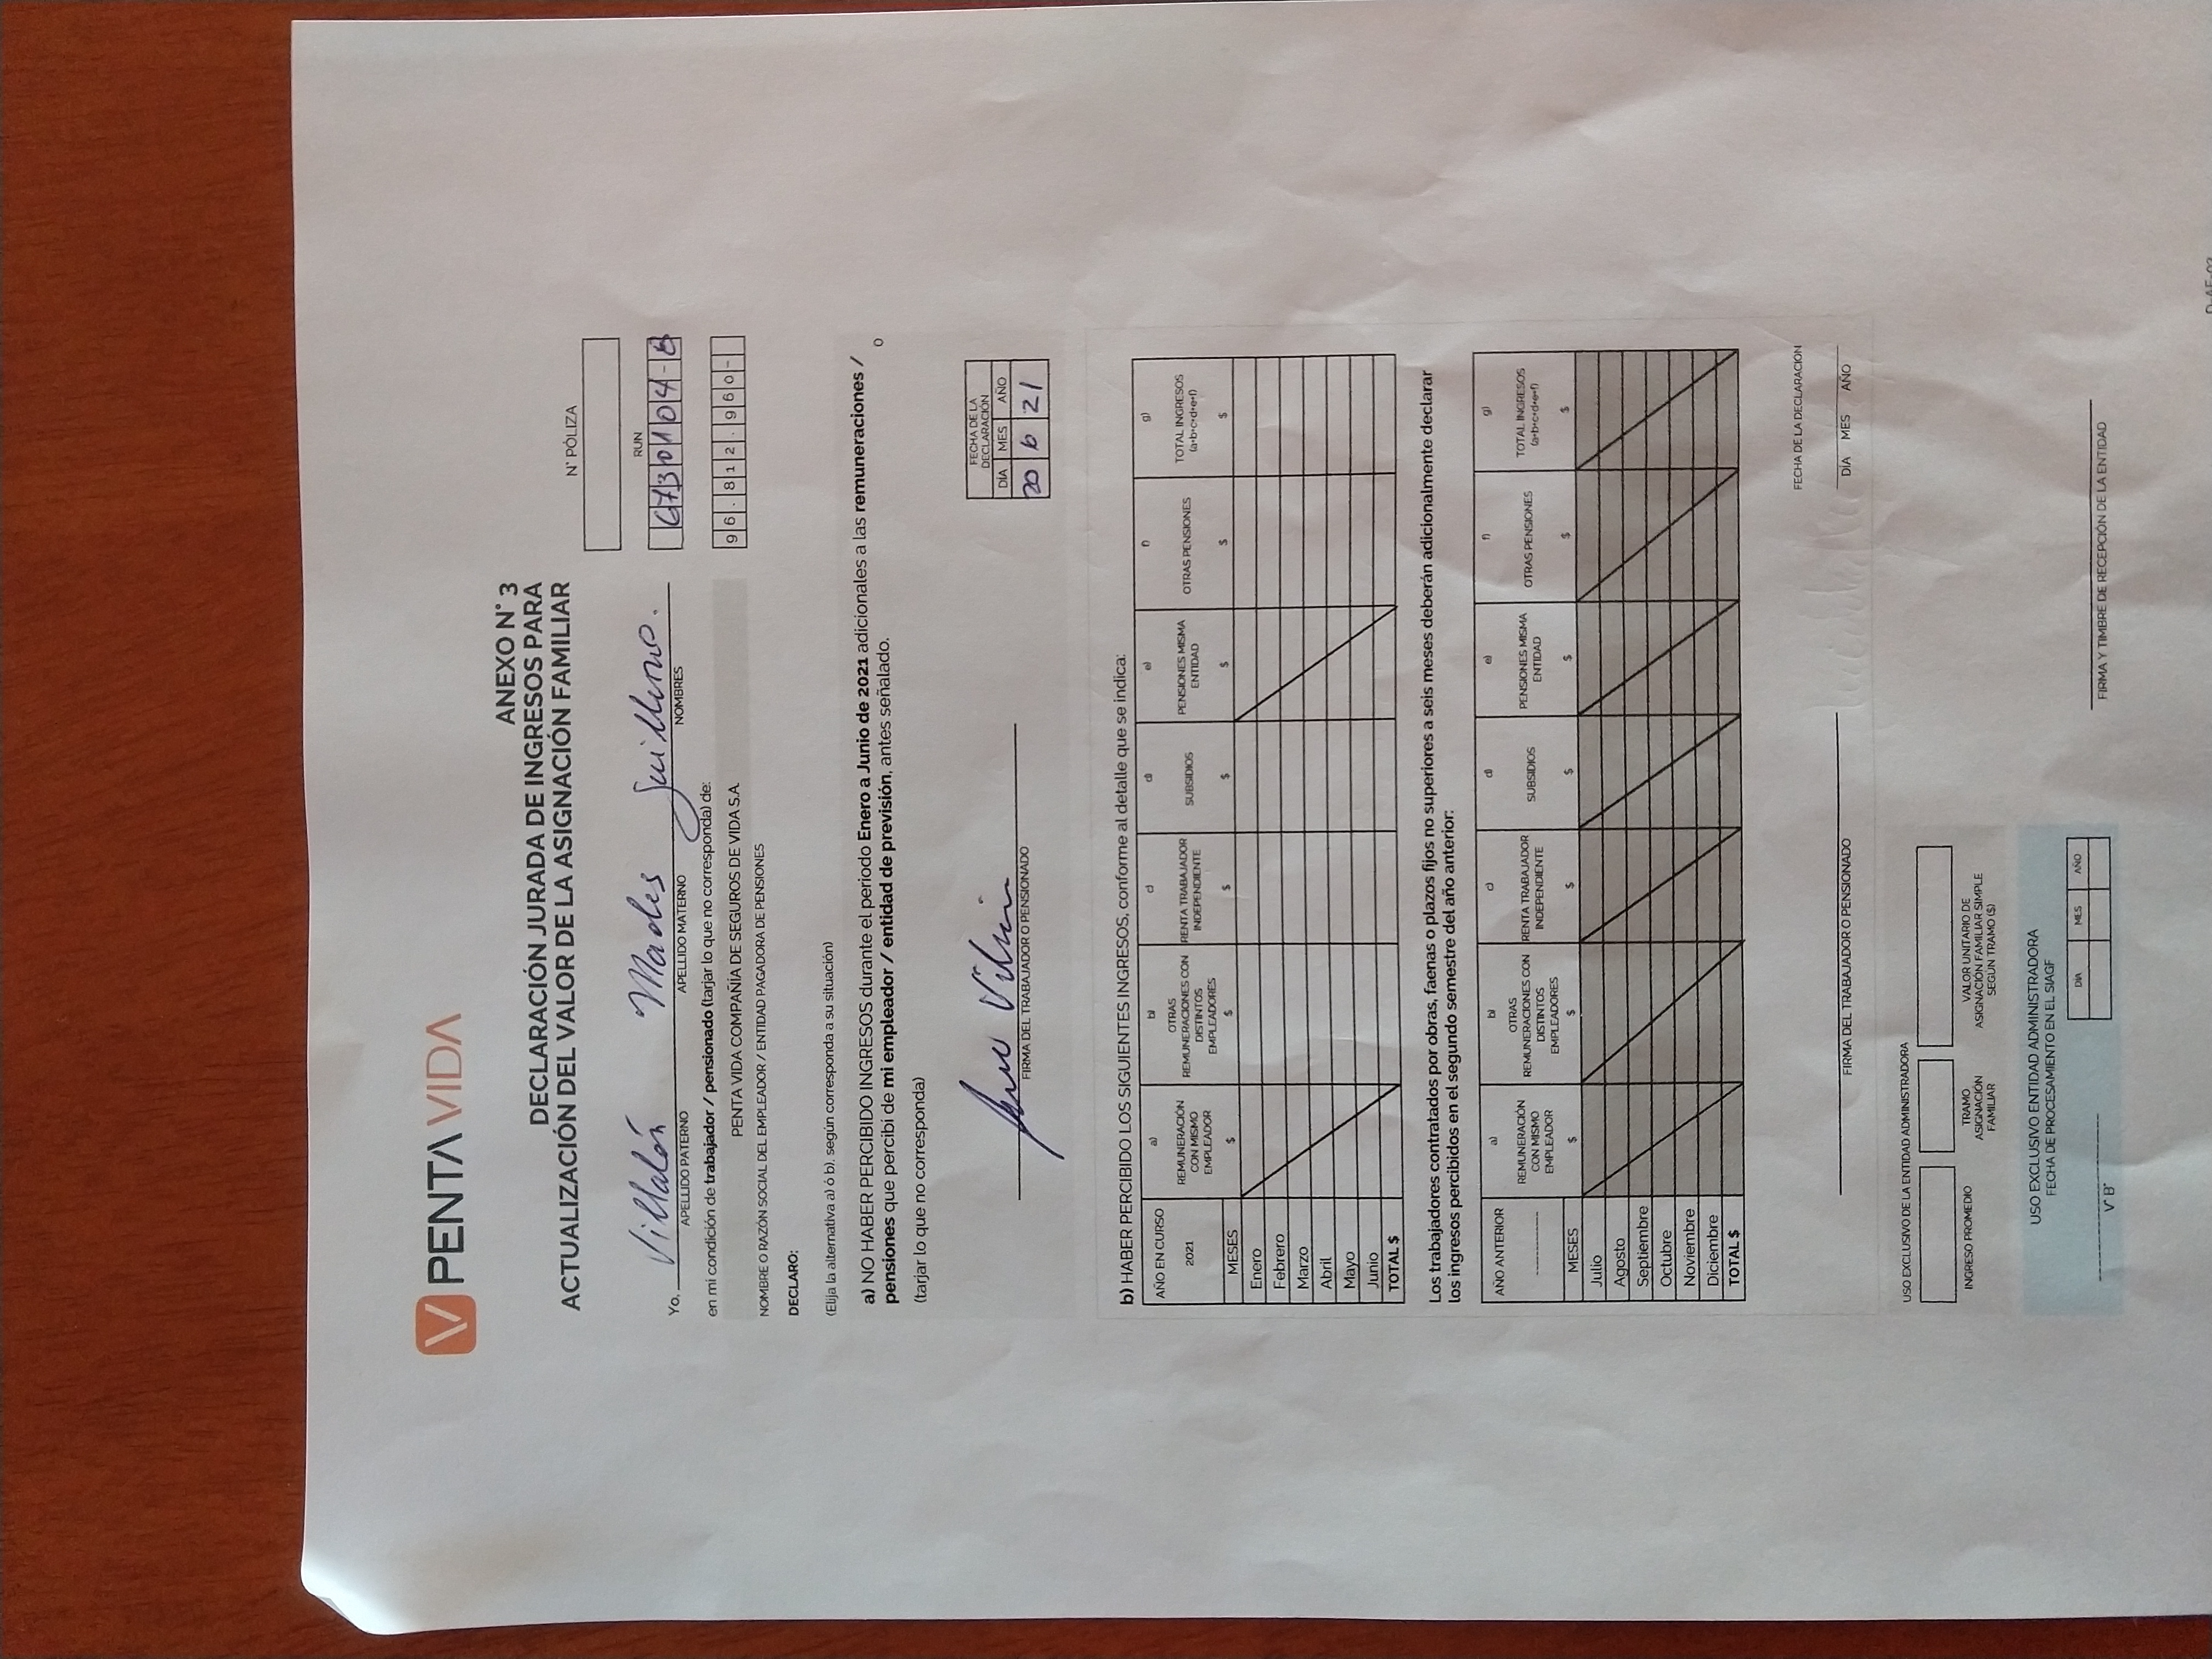 PENTA VIDA
ANEXO N° 3
DECLARACIÓN JURADA DE INGRESOS PARA
ACTUALIZACIÓN DEL VALOR DE LA ASIGNACIÓN FAMILIAR
N° PÓLIZA
RUN
Yo, Villalón Guillermo.
6730104-8
APELLIDO PATERNO APELLIDO MATERNO NOMBRES
en mi condición de trabajador / pensionado (tarjar lo que no corresponda) de:
PENTA VIDA COMPAÑÍA DE SEGUROS DE VIDA S.A. 96.812.960-
NOMBRE O RAZÓN SOCIAL DEL EMPLEADOR / ENTIDAD PAGADORA DE PENSIONES
DECLARO:
(Elija la alternativa a) ó b), según corresponda a su situación)
a) NO HABER PERCIBIDO INGRESOS durante el periodo Enero a Junio de 2021 adicionales a las remuneraciones /
pensiones que percibí de mi empleador / entidad de previsión, antes señalado. o
(tarjar lo que no corresponda)
FECHA DE LA
DECLARACIÓN
DÍA MES AÑO
20 6 21
FIRMA DEL TRABAJADOR O PENSIONADO
b) HABER PERCIBIDO LOS SIGUIENTES INGRESOS, conforme al detalle que se indica:
AÑO EN CURSO
2021
MESES
a)
REMUNERACIÓN
CON MISMO
EMPLEADOR
$
b)
OTRAS
REMUNERACIONES CON
DISTINTOS
EMPLEADORES
$
c)
RENTA TRABAJADOR
INDEPENDIENTE
$
d)
SUBSIDIOS
$
e)
PENSIONES MISMA
ENTIDAD
$
f)
OTRAS PENSIONES
$
g)
TOTAL INGRESOS
(a+b+c+d+e+f)
$
Enero
Febrero
Marzo
Abril
Mayo
Junio
TOTAL $
Los trabajadores contratados por obras, faenas o plazos fijos no superiores a seis meses deberán adicionalmente declarar
los ingresos percibidos en el segundo semestre del año anterior:
AÑO ANTERIOR
MESES
a)
REMUNERACIÓN
CON MISMO
EMPLEADOR
$
b)
OTRAS
REMUNERACIONES CON
DISTINTOS
EMPLEADORES
$
c)
RENTA TRABAJADOR
INDEPENDIENTE
$
d)
SUBSIDIOS
$
e)
PENSIONES MISMA
ENTIDAD
$
f)
OTRAS PENSIONES
$
g)
TOTAL INGRESOS
(a+b+c+d+e+f)
$
Julio
Agosto
Septiembre
Octubre
Noviembre
Diciembre
TOTAL $
FECHA DE LA DECLARACION
FIRMA DEL TRABAJADOR O PENSIONADO DÍA MES AÑO
USO EXCLUSIVO DE LA ENTIDAD ADMINISTRADORA
INGRESO PROMEDIO
TRAMO
ASIGNACIÓN
FAMILIAR
VALOR UNITARIO DE
ASIGNACIÓN FAMILIAR SIMPLE
SEGÚN TRAMO ($)
USO EXCLUSIVO ENTIDAD ADMINISTRADORA
FECHA DE PROCESAMIENTO EN EL SIAGF
DÍA MES AÑO
V° B°
FIRMA Y TIMBRE DE RECEPCIÓN DE LA ENTIDAD